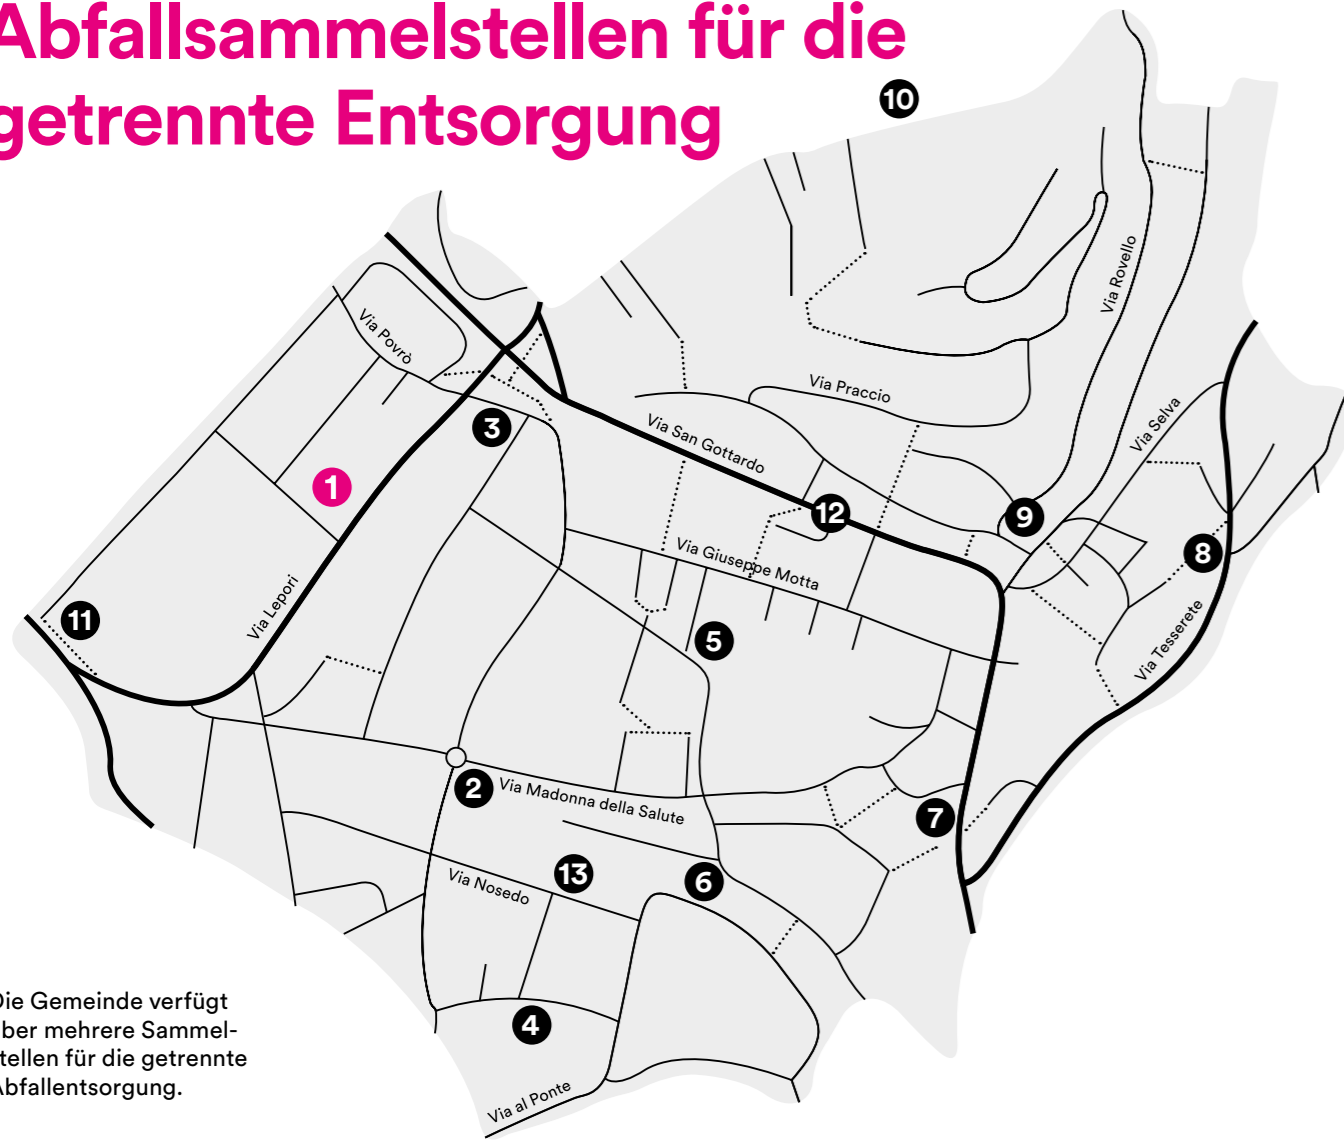 Abfallsammelstellen für die
getrennte Entsorgung
10
Via Rovello
Via Povrò
Via Praccio
Via Selva
3
Via San Gottardo
1
12
9
8
Via Giuseppe Motta
11
Via Lepori
5
Via Tesserete
2
Via Madonna della Salute
7
13
6
Via Nosedo
Die Gemeinde verfügt
über mehrere Sammel-
stellen für die getrennte
Abfallentsorgung.
4
Via al Ponte